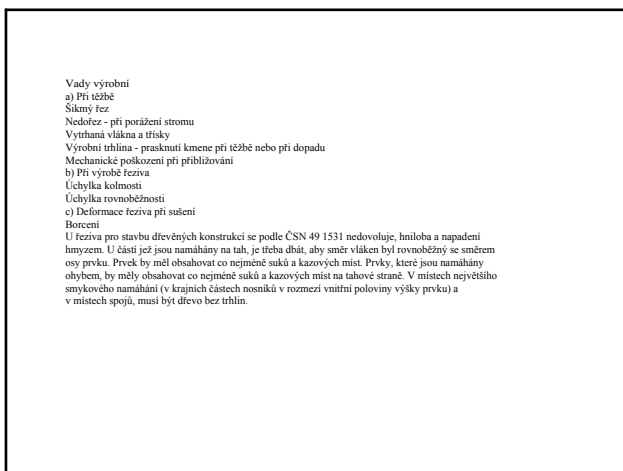 Vady výrobní
a) Při těžbě
Šikmý řez
Nedořez - při porážení stromu
Vytrhaná vlákna a třísky
Výrobní trhlina - prasknutí kmene při těžbě nebo při dopadu
Mechanické poškození při přibližování
b) Při výrobě řeziva
Úchylka kolmosti
Úchylka rovnoběžnosti
c) Deformace řeziva při sušení
Borcení
U řeziva pro stavbu dřevěných konstrukcí se podle ČSN 49 1531 nedovoluje, hniloba a napadení
hmyzem. U částí jež jsou namáhány na tah, je třeba dbát, aby směr vláken byl rovnoběžný se směrem
osy prvku. Prvek by měl obsahovat co nejméně suků a kazových míst. Prvky, které jsou namáhány
ohybem, by měly obsahovat co nejméně suků a kazových míst na tahové straně. V místech největšího
smykového namáhání (v krajních částech nosníků v rozmezí vnitřní poloviny výšky prvku) a
v místech spojů, musí být dřevo bez trhlin.